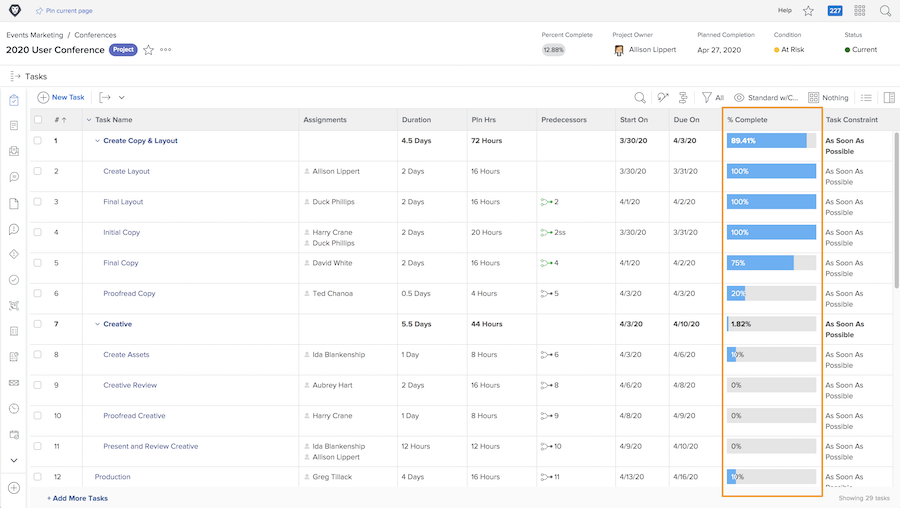 Pin current page
Help
227
Events Marketing / Conferences
2020 User Conference Project
Percent Complete
12.88%
Project Owner
Allison Lippert
Planned Completion
Apr 27, 2020
Condition
At Risk
Status
Current
Tasks
New Task
All
Standard w/C...
Nothing
# Task Name Assignments Duration Pln Hrs Predecessors Start On Due On % Complete Task Constraint
1 Create Copy & Layout 4.5 Days 72 Hours 3/30/20 4/3/20 89.41% As Soon As
Possible
2 Create Layout Allison Lippert 2 Days 16 Hours 3/30/20 3/31/20 100% As Soon As
Possible
3 Final Layout Duck Phillips 2 Days 16 Hours 2 4/1/20 4/2/20 100% As Soon As
Possible
4 Initial Copy Harry Crane 2 Days 20 Hours 2ss 3/30/20 3/31/20 100% As Soon As
Duck Phillips Possible
5 Final Copy David White 2 Days 16 Hours 4 4/1/20 4/2/20 75% As Soon As
Possible
6 Proofread Copy Ted Chanoa 0.5 Days 4 Hours 5 4/3/20 4/3/20 20% As Soon As
Possible
7 Creative 5.5 Days 44 Hours 4/3/20 4/10/20 1.82% As Soon As
Possible
8 Create Assets Ida Blankenship 1 Day 8 Hours 6 4/3/20 4/6/20 10% As Soon As
Possible
9 Creative Review Aubrey Hart 2 Days 16 Hours 8 4/6/20 4/8/20 0% As Soon As
Possible
10 Proofread Creative Harry Crane 1 Day 8 Hours 9 4/8/20 4/9/20 0% As Soon As
Possible
11 Present and Review Creative Ida Blankenship 12 Hours 12 Hours 10 4/9/20 4/10/20 0% As Soon As
Allison Lippert Possible
12 Production Greg Tillack 4 Days 16 Hours 11 4/13/20 4/16/20 10% As Soon As
Possible
+ Add More Tasks
Showing 29 tasks